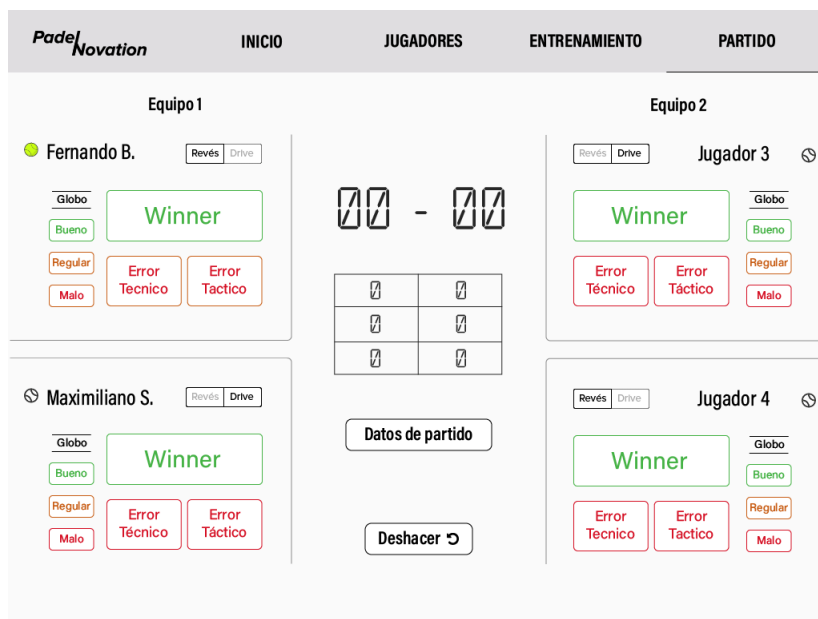 Padel Novation
INICIO
JUGADORES
ENTRENAMIENTO
PARTIDO
Equipo 1
Equipo 2
Fernando B.
Revés Drive
Globo
Bueno
Regular
Malo
Winner
Error Tecnico
Error Tactico
00 - 00
0 0
0 0
0 0
Revés Drive
Jugador 3
Winner
Error Técnico
Error Táctico
Globo
Bueno
Regular
Malo
Maximiliano S.
Revés Drive
Globo
Bueno
Regular
Malo
Winner
Error Técnico
Error Táctico
Datos de partido
Deshacer
Revés Drive
Jugador 4
Winner
Error Tecnico
Error Tactico
Globo
Bueno
Regular
Malo